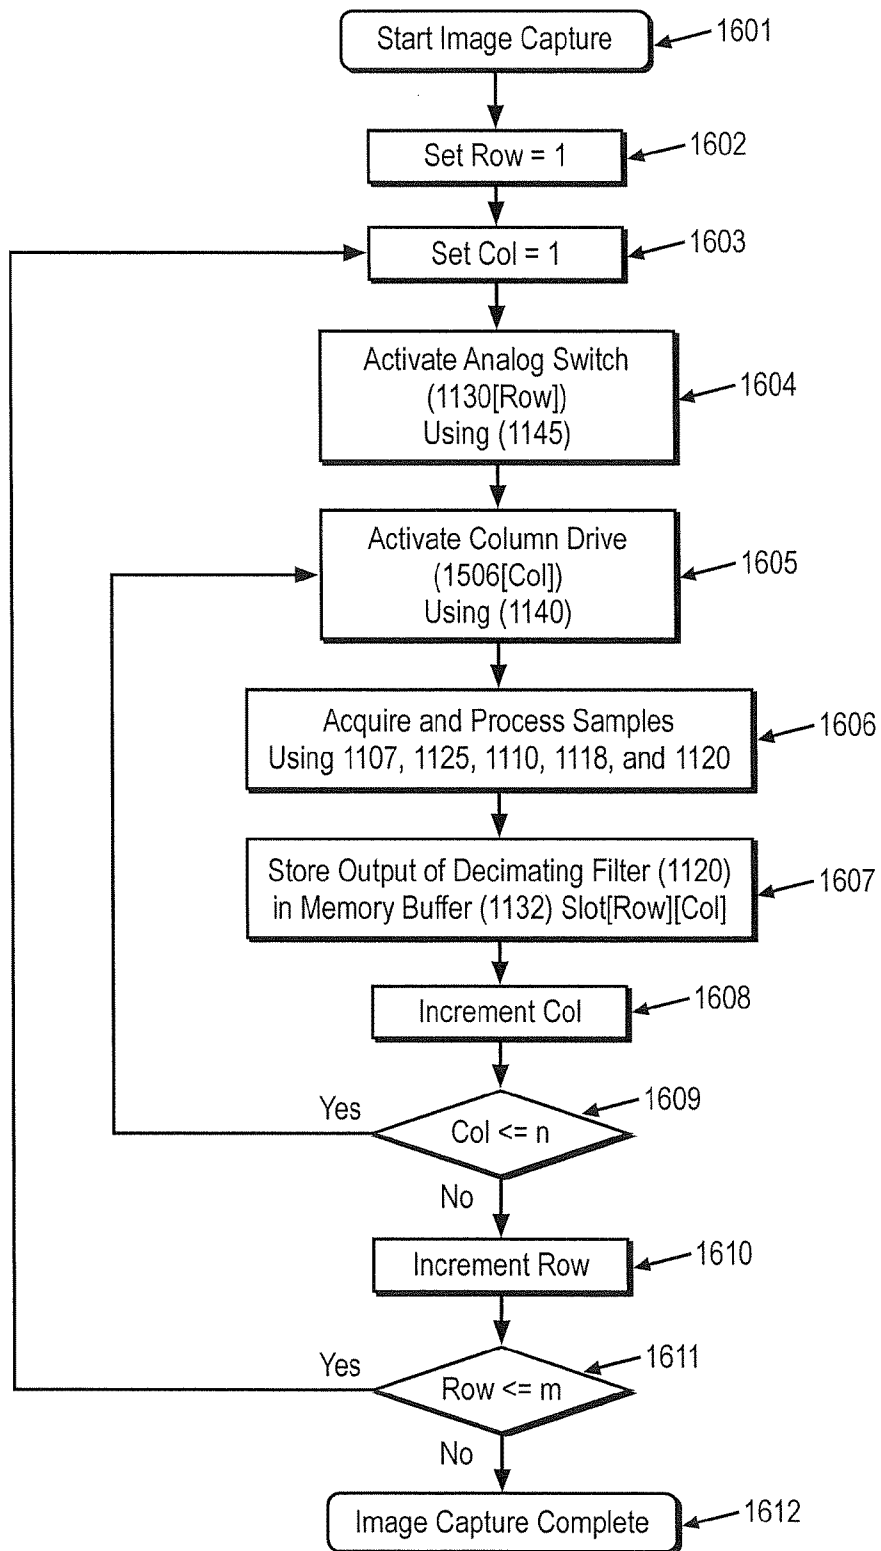 Start Image Capture
1601
Set Row = 1
1602
Set Col = 1
1603
Activate Analog Switch
(1130[Row])
Using (1145)
1604
Activate Column Drive
(1506[Col])
Using (1140)
1605
Acquire and Process Samples
Using 1107, 1125, 1110, 1118, and 1120
1606
Store Output of Decimating Filter (1120)
in Memory Buffer (1132) Slot[Row][Col]
1607
Increment Col
1608
Yes
Col <= n
1609
No
Increment Row
1610
Yes
Row <= m
1611
No
Image Capture Complete
1612